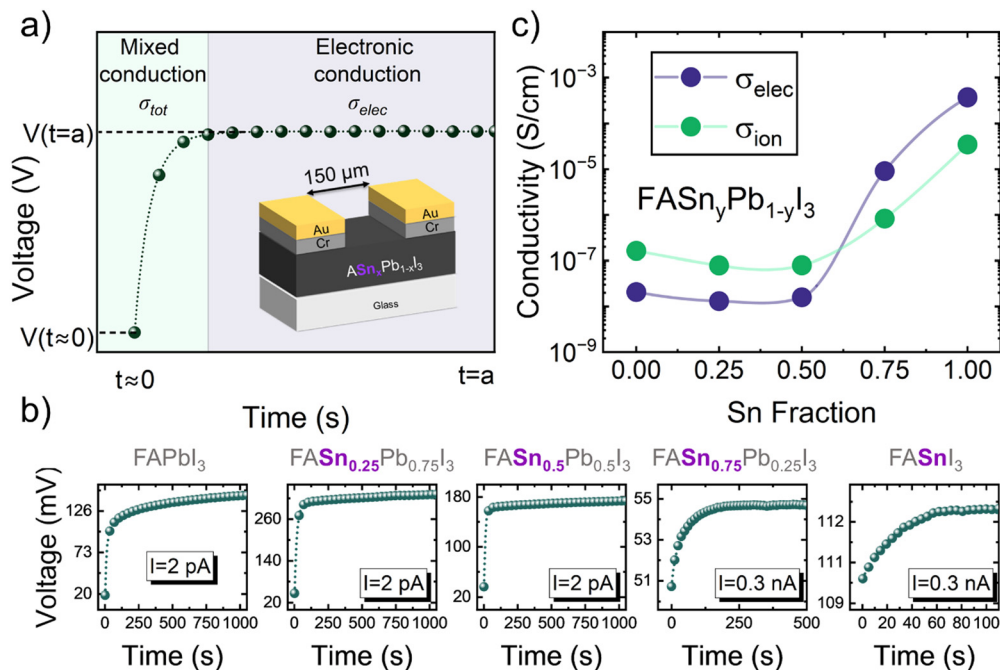 a)
Mixed
conduction
σtot
Electronic
conduction
σelec
V(t=a)
V(t≈0)
Voltage (V)
150 µm
Au
Cr
Au
Cr
ASnxPb1-xI3
Glass
t≈0
t=a
Time (s)
c)
Conductivity (S/cm)
10⁻³
10⁻⁵
10⁻⁷
10⁻⁹
σelec
σion
FASnyPb1-yI3
0.00 0.25 0.50 0.75 1.00
Sn Fraction
b)
Voltage (mV)
FAPbI3
126
73
20
I=2 pA
0 250 500 750 1000
Time (s)
FASn0.25Pb0.75I3
260
140
20
I=2 pA
0 250 500 750 1000
Time (s)
FASn0.5Pb0.5I3
180
100
20
I=2 pA
0 250 500 750 1000
Time (s)
FASn0.75Pb0.25I3
55
54
53
51
I=0.3 nA
0 250 500
Time (s)
FASnI3
112
110
109
I=0.3 nA
0 20 40 60 80 100
Time (s)